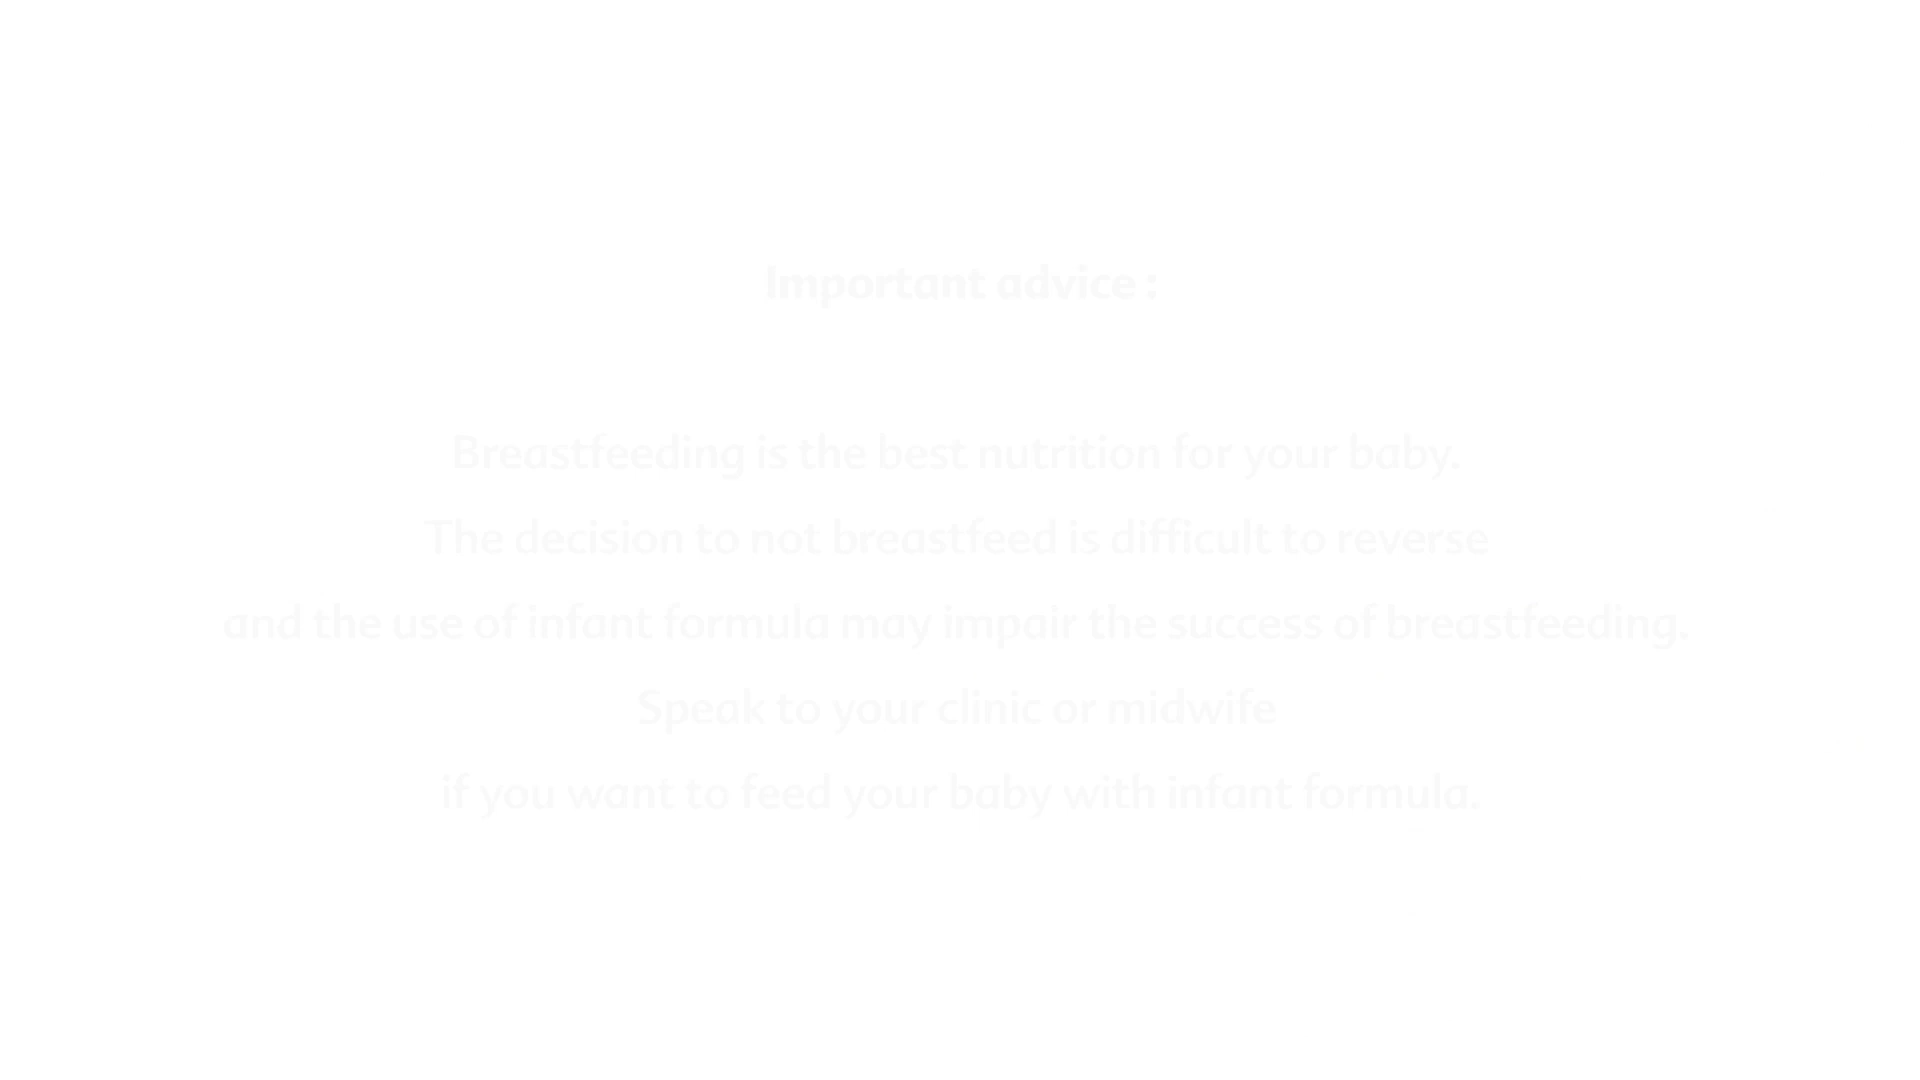 Important advice :
Breastfeeding is the best nutrition for your baby.
The decision to not breastfeed is difficult to reverse
and the use of infant formula may impair the success of breastfeeding.
Speak to your clinic or midwife
if you want to feed your baby with infant formula.